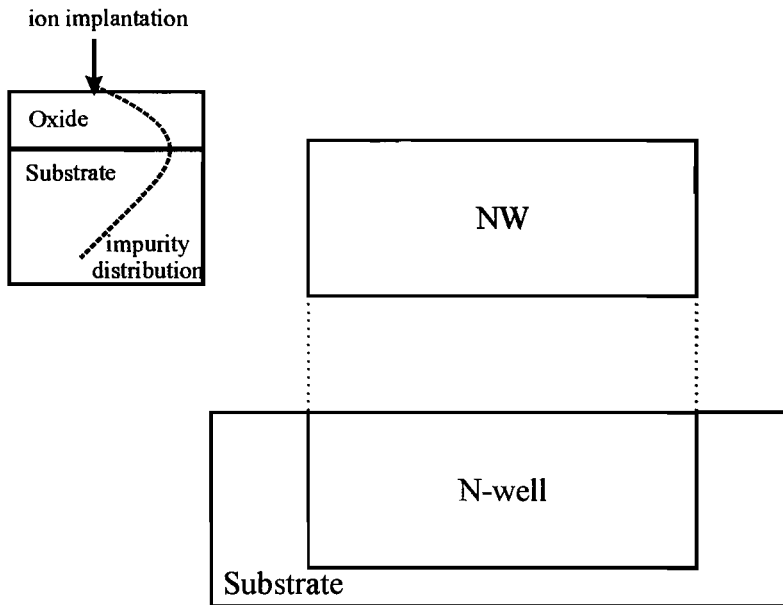 ion implantation
Oxide
Substrate
impurity
distribution
NW
N-well
Substrate